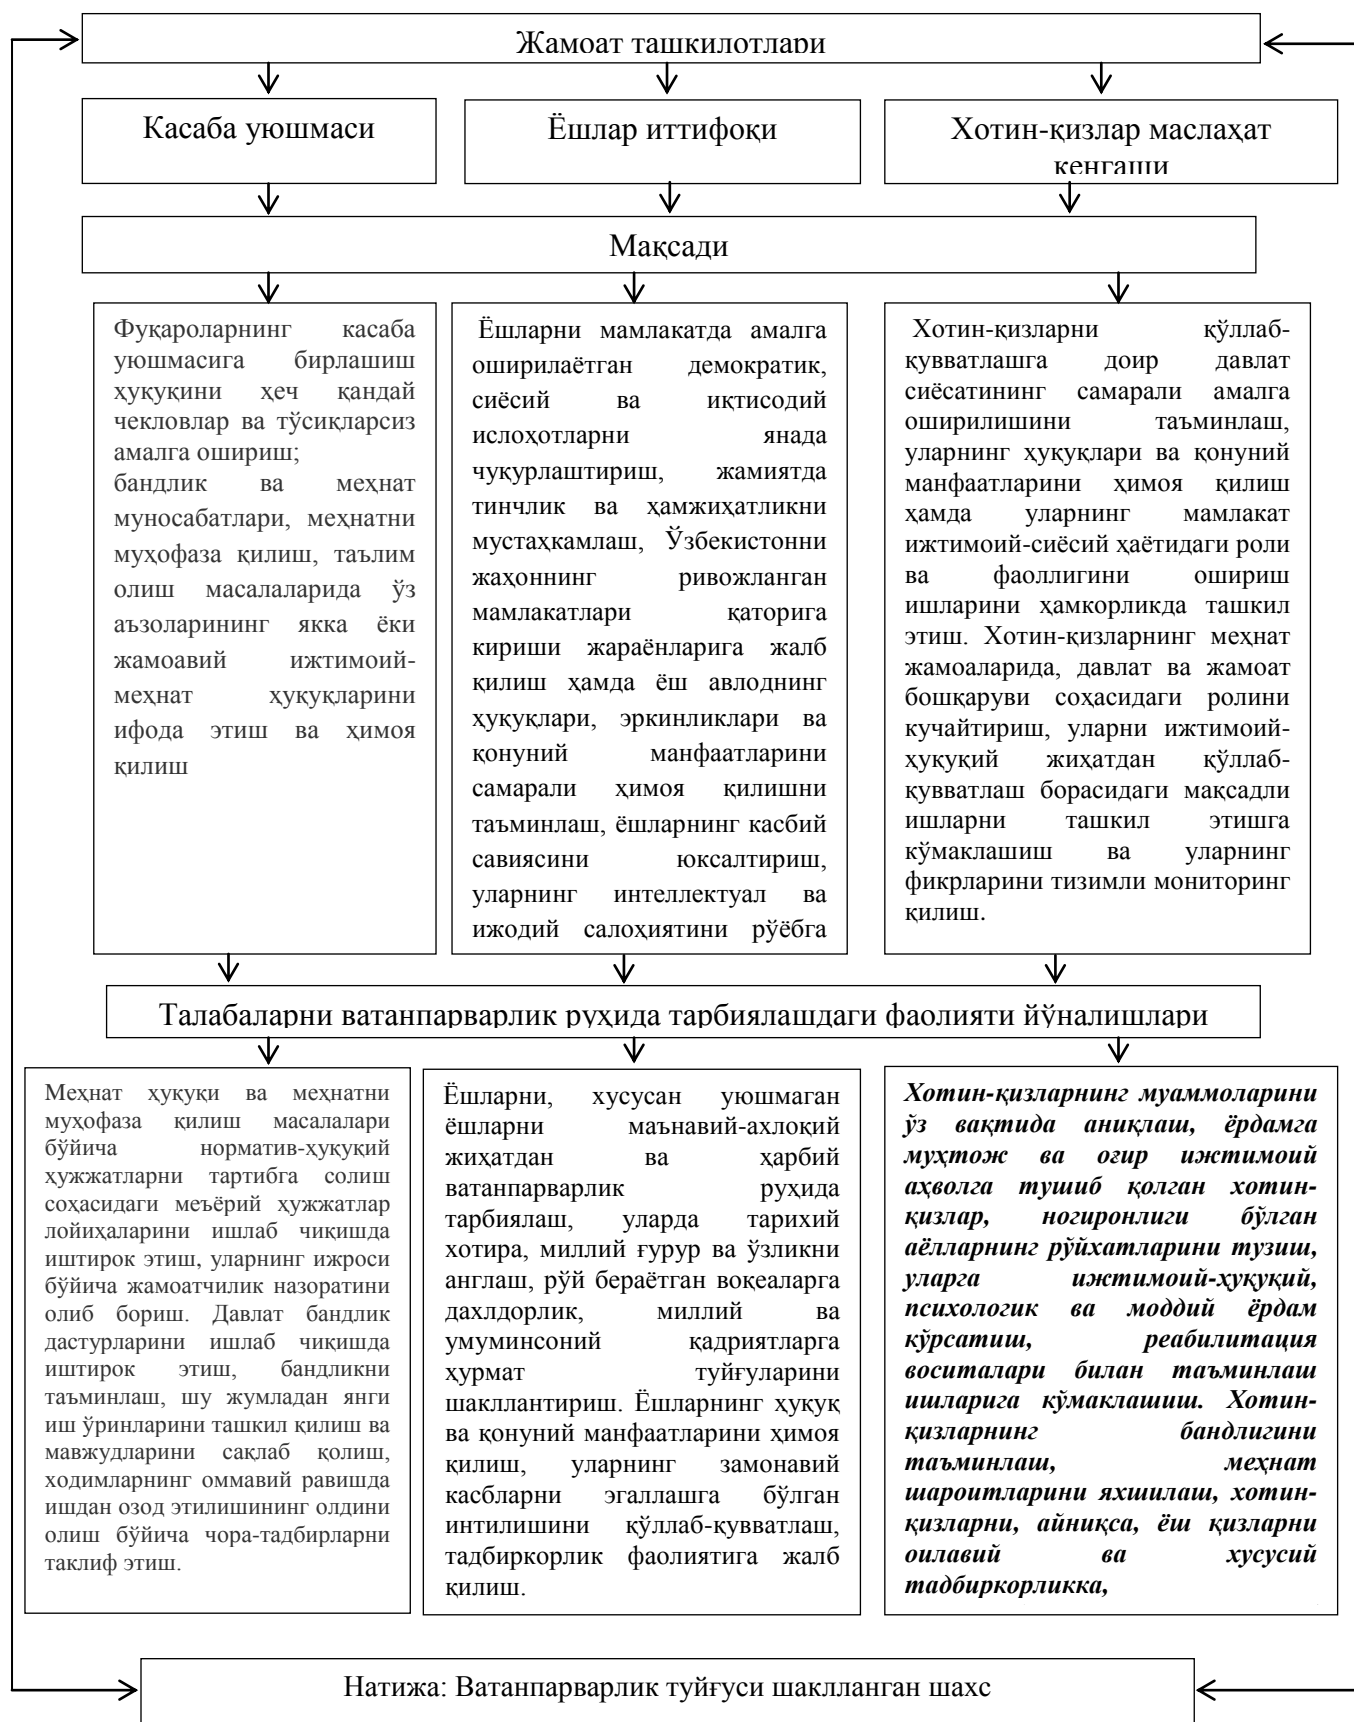 Жамоат ташкилотлари
Касаба уюшмаси
Ёшлар иттифоқи
Хотин-қизлар маслаҳат
кенгаши
Мақсади
Фуқароларнинг касаба
уюшмасига бирлашиш
ҳуқуқини ҳеч қандай
чекловлар ва тўсиқларсиз
амалга ошириш;
бандлик ва меҳнат
муносабатлари, меҳнатни
муҳофаза қилиш, таълим
олиш масалаларида ўз
аъзоларининг якка ёки
жамоавий ижтимоий-
меҳнат ҳуқуқларини
ифода этиш ва ҳимоя
қилиш
Ёшларни мамлакатда амалга
оширилаётган демократик,
сиёсий ва иқтисодий
ислоҳотларни янада
чуқурлаштириш, жамиятда
тинчлик ва ҳамжиҳатликни
мустаҳкамлаш, Ўзбекистонни
жаҳоннинг ривожланган
мамлакатлари қаторига
кириши жараёнларига жалб
қилиш ҳамда ёш авлоднинг
ҳуқуқлари, эркинликлари ва
қонуний манфаатларини
самарали ҳимоя қилишни
таъминлаш, ёшларнинг касбий
савиясини юксалтириш,
уларнинг интеллектуал ва
ижодий салоҳиятини рўёбга
Хотин-қизларни қўллаб-
қувватлашга доир давлат
сиёсатининг самарали амалга
оширилишини таъминлаш,
уларнинг ҳуқуқлари ва қонуний
манфаатларини ҳимоя қилиш
ҳамда уларнинг мамлакат
ижтимоий-сиёсий ҳаётидаги роли
ва фаоллигини ошириш
ишларини ҳамкорликда ташкил
этиш. Хотин-қизларнинг меҳнат
жамоаларида, давлат ва жамоат
бошқаруви соҳасидаги ролини
кучайтириш, уларни ижтимоий-
ҳуқуқий жиҳатдан қўллаб-
қувватлаш борасидаги мақсадли
ишларни ташкил этишга
кўмаклашиш ва уларнинг
фикрларини тизимли мониторинг
қилиш.
Талабаларни ватанпарварлик руҳида тарбиялашдаги фаолияти йўналишлари
Меҳнат ҳуқуқи ва меҳнатни
муҳофаза қилиш масалалари
бўйича норматив-ҳуқуқий
ҳужжатларни тартибга солиш
соҳасидаги меъёрий ҳужжатлар
лойиҳаларини ишлаб чиқишда
иштирок этиш, уларнинг ижроси
бўйича жамоатчилик назоратини
олиб бориш. Давлат бандлик
дастурларини ишлаб чиқишда
иштирок этиш, бандликни
таъминлаш, шу жумладан янги
иш ўринларини ташкил қилиш ва
мавжудларини сақлаб қолиш,
ходимларнинг оммавий равишда
ишдан озод этилишининг олдини
олиш бўйича чора-тадбирларни
таклиф этиш.
Ёшларни, хусусан уюшмаган
ёшларни маънавий-ахлоқий
жиҳатдан ва ҳарбий
ватанпарварлик руҳида
тарбиялаш, уларда тарихий
хотира, миллий ғурур ва ўзликни
англаш, рўй бераётган воқеаларга
дахлдорлик, миллий ва
умуминсоний қадриятларга
ҳурмат туйғуларини
шакллантириш. Ёшларнинг ҳуқуқ
ва қонуний манфаатларини ҳимоя
қилиш, уларнинг замонавий
касбларни эгаллашга бўлган
интилишини қўллаб-қувватлаш,
тадбиркорлик фаолиятига жалб
қилиш.
Хотин-қизларнинг муаммоларини
ўз вақтида аниқлаш, ёрдамга
муҳтож ва оғир ижтимоий
аҳволга тушиб қолган хотин-
қизлар, ногиронлиги бўлган
аёлларнинг рўйхатларини тузиш,
уларга ижтимоий-ҳуқуқий,
психологик ва моддий ёрдам
кўрсатиш, реабилитация
воситалари билан таъминлаш
ишларига кўмаклашиш. Хотин-
қизларнинг бандлигини
таъминлаш, меҳнат
шароитларини яхшилаш, хотин-
қизларни, айниқса, ёш қизларни
оилавий ва хусусий
тадбиркорликка,
Натижа: Ватанпарварлик туйғуси шаклланган шахс